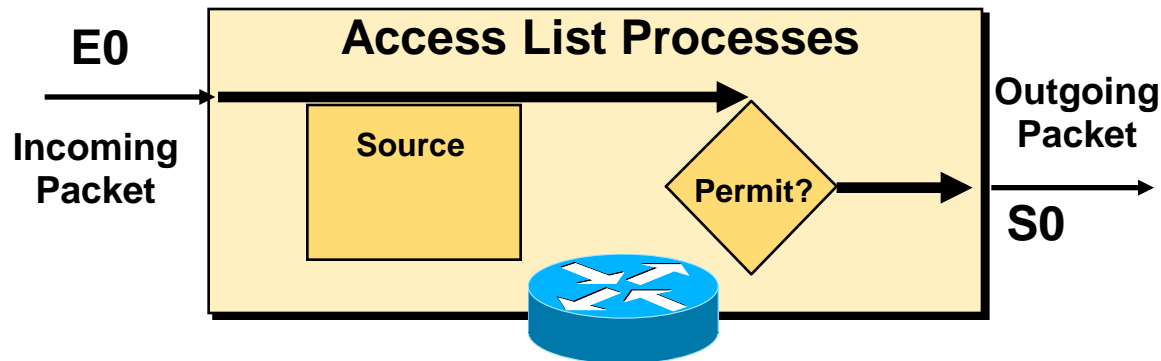 Access List Processes
E0
Incoming
Packet
Source
Permit?
Outgoing
Packet
S0